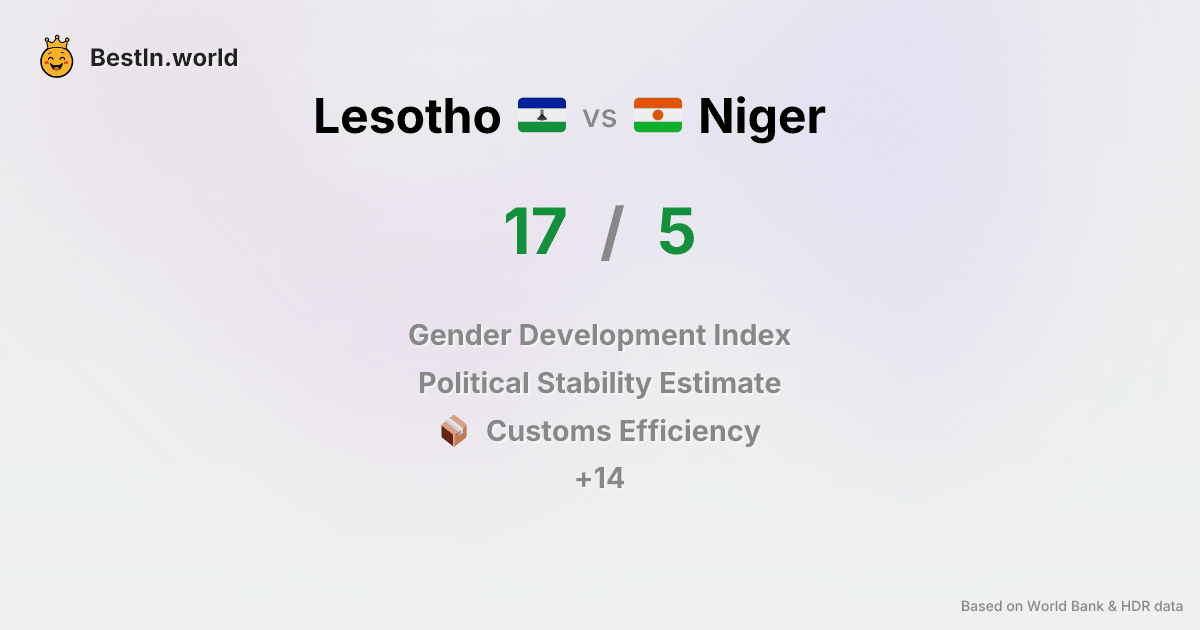 BestIn.world
Lesotho vs Niger
17 / 5
Gender Development Index
Political Stability Estimate
Customs Efficiency
+14
Based on World Bank & HDR data